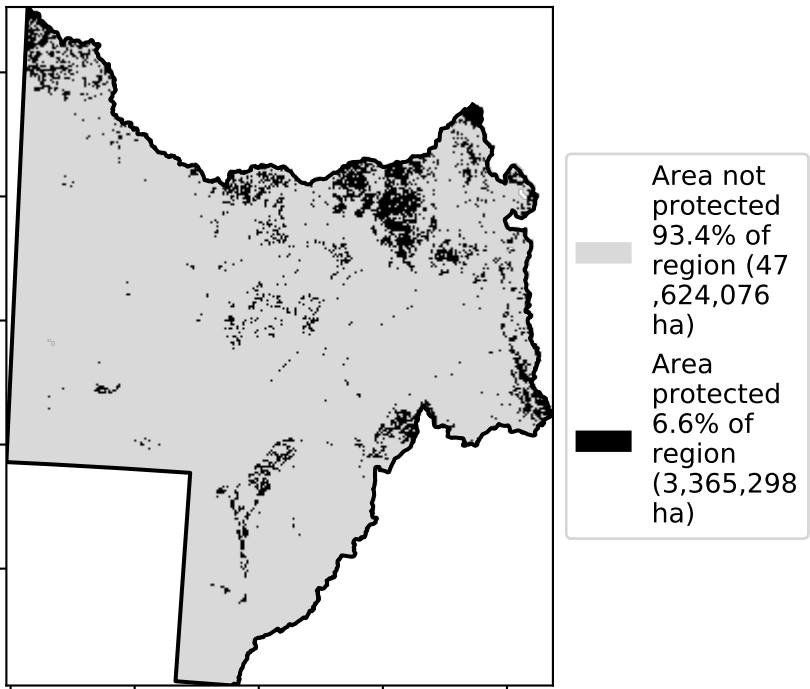 Area not
protected
93.4% of
region (47
,624,076
ha)
Area
protected
6.6% of
region
(3,365,298
ha)